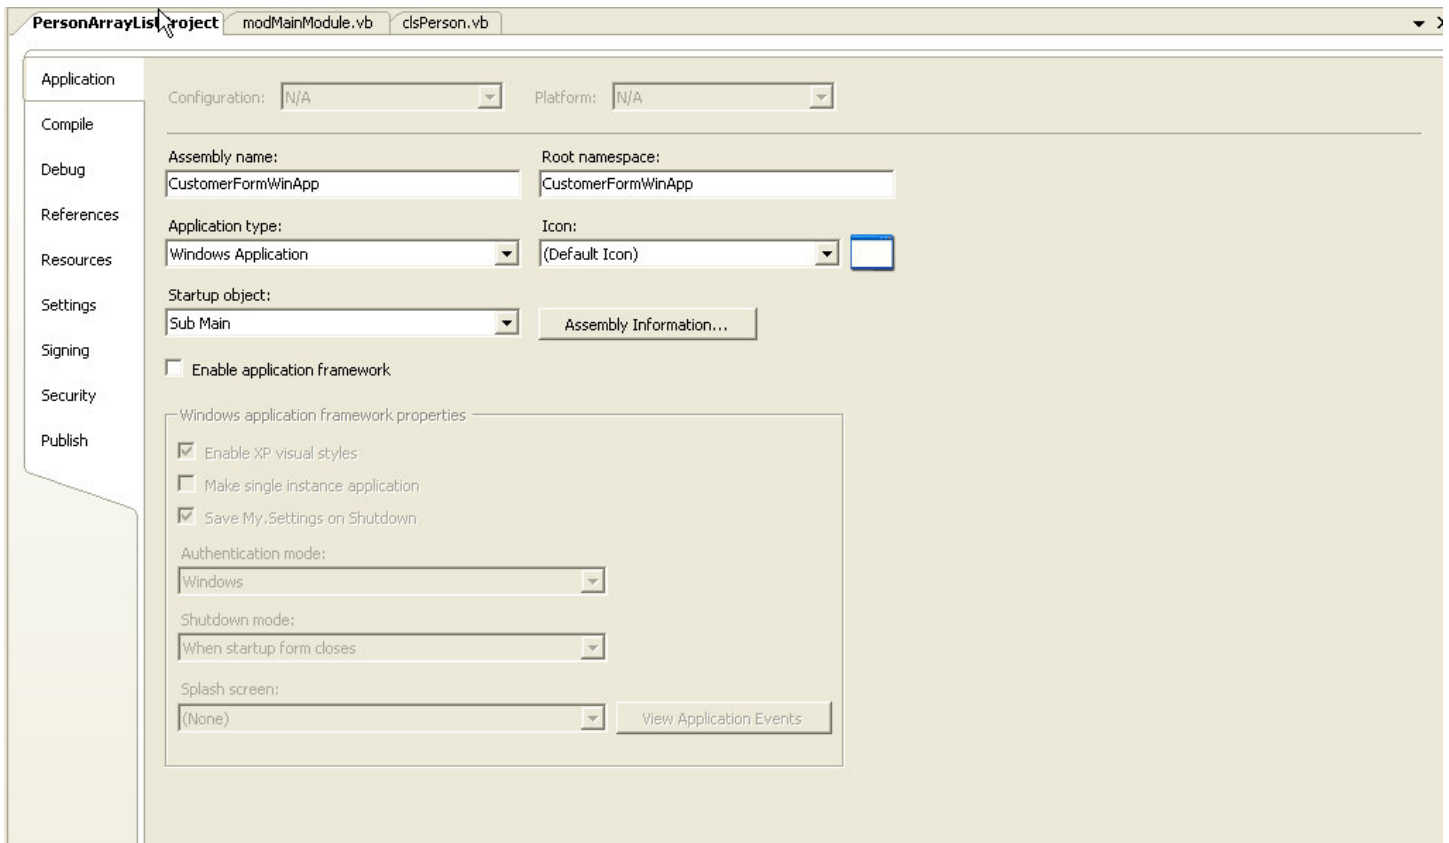 PersonArrayListProject modMainModule.vb clsPerson.vb
Application
Compile
Debug
References
Resources
Settings
Signing
Security
Publish
Configuration: N/A Platform: N/A
Assembly name: Root namespace:
CustomerFormWinApp CustomerFormWinApp
Application type: Icon:
Windows Application (Default Icon)
Startup object:
Sub Main Assembly Information...
Enable application framework
Windows application framework properties
Enable XP visual styles
Make single instance application
Save My.Settings on Shutdown
Authentication mode:
Windows
Shutdown mode:
When startup form closes
Splash screen:
(None) View Application Events